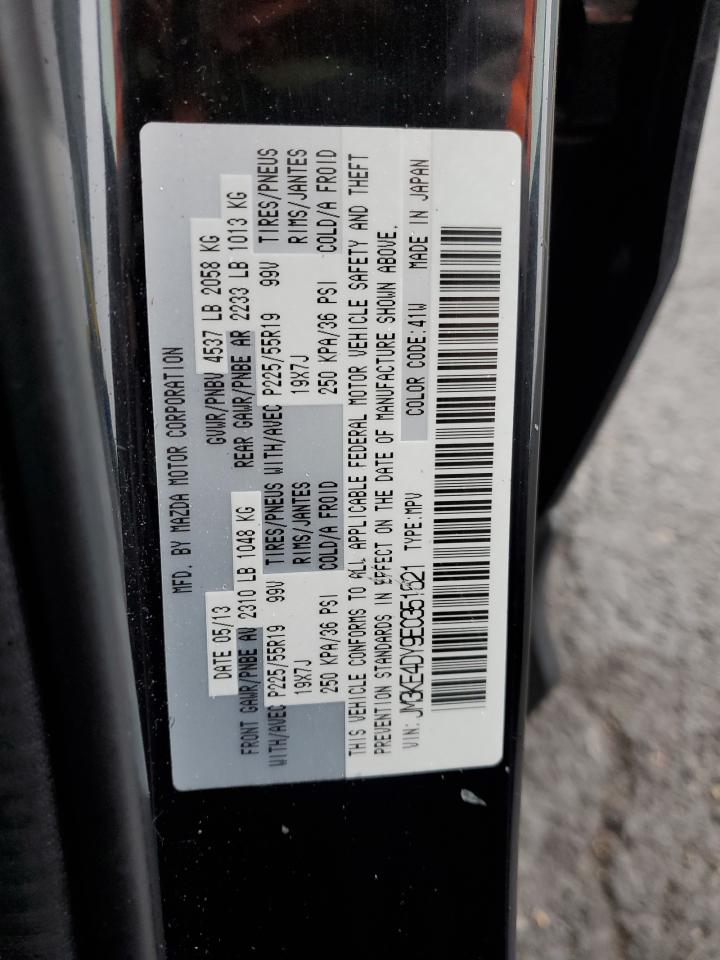 MFD. BY MAZDA MOTOR CORPORATION
DATE 05/13 GVWR/PNBV 4537 LB 2058 KG
FRONT GAWR/PNBE AV 2310 LB 1048 KG REAR GAWR/PNBE AR 2233 LB 1013 KG
WITH/AVEC P225/55R19 99V TIRES/PNEUS WITH/AVEC P225/55R19 99V TIRES/PNEUS
19X7J RIMS/JANTES 19X7J RIMS/JANTES
250 KPA/36 PSI COLD/A FROID 250 KPA/36 PSI COLD/A FROID
THIS VEHICLE CONFORMS TO ALL APPLICABLE FEDERAL MOTOR VEHICLE SAFETY AND THEFT
PREVENTION STANDARDS IN EFFECT ON THE DATE OF MANUFACTURE SHOWN ABOVE.
VIN: JM3KE4DY9E0351621 TYPE:MPV COLOR CODE:41W MADE IN JAPAN